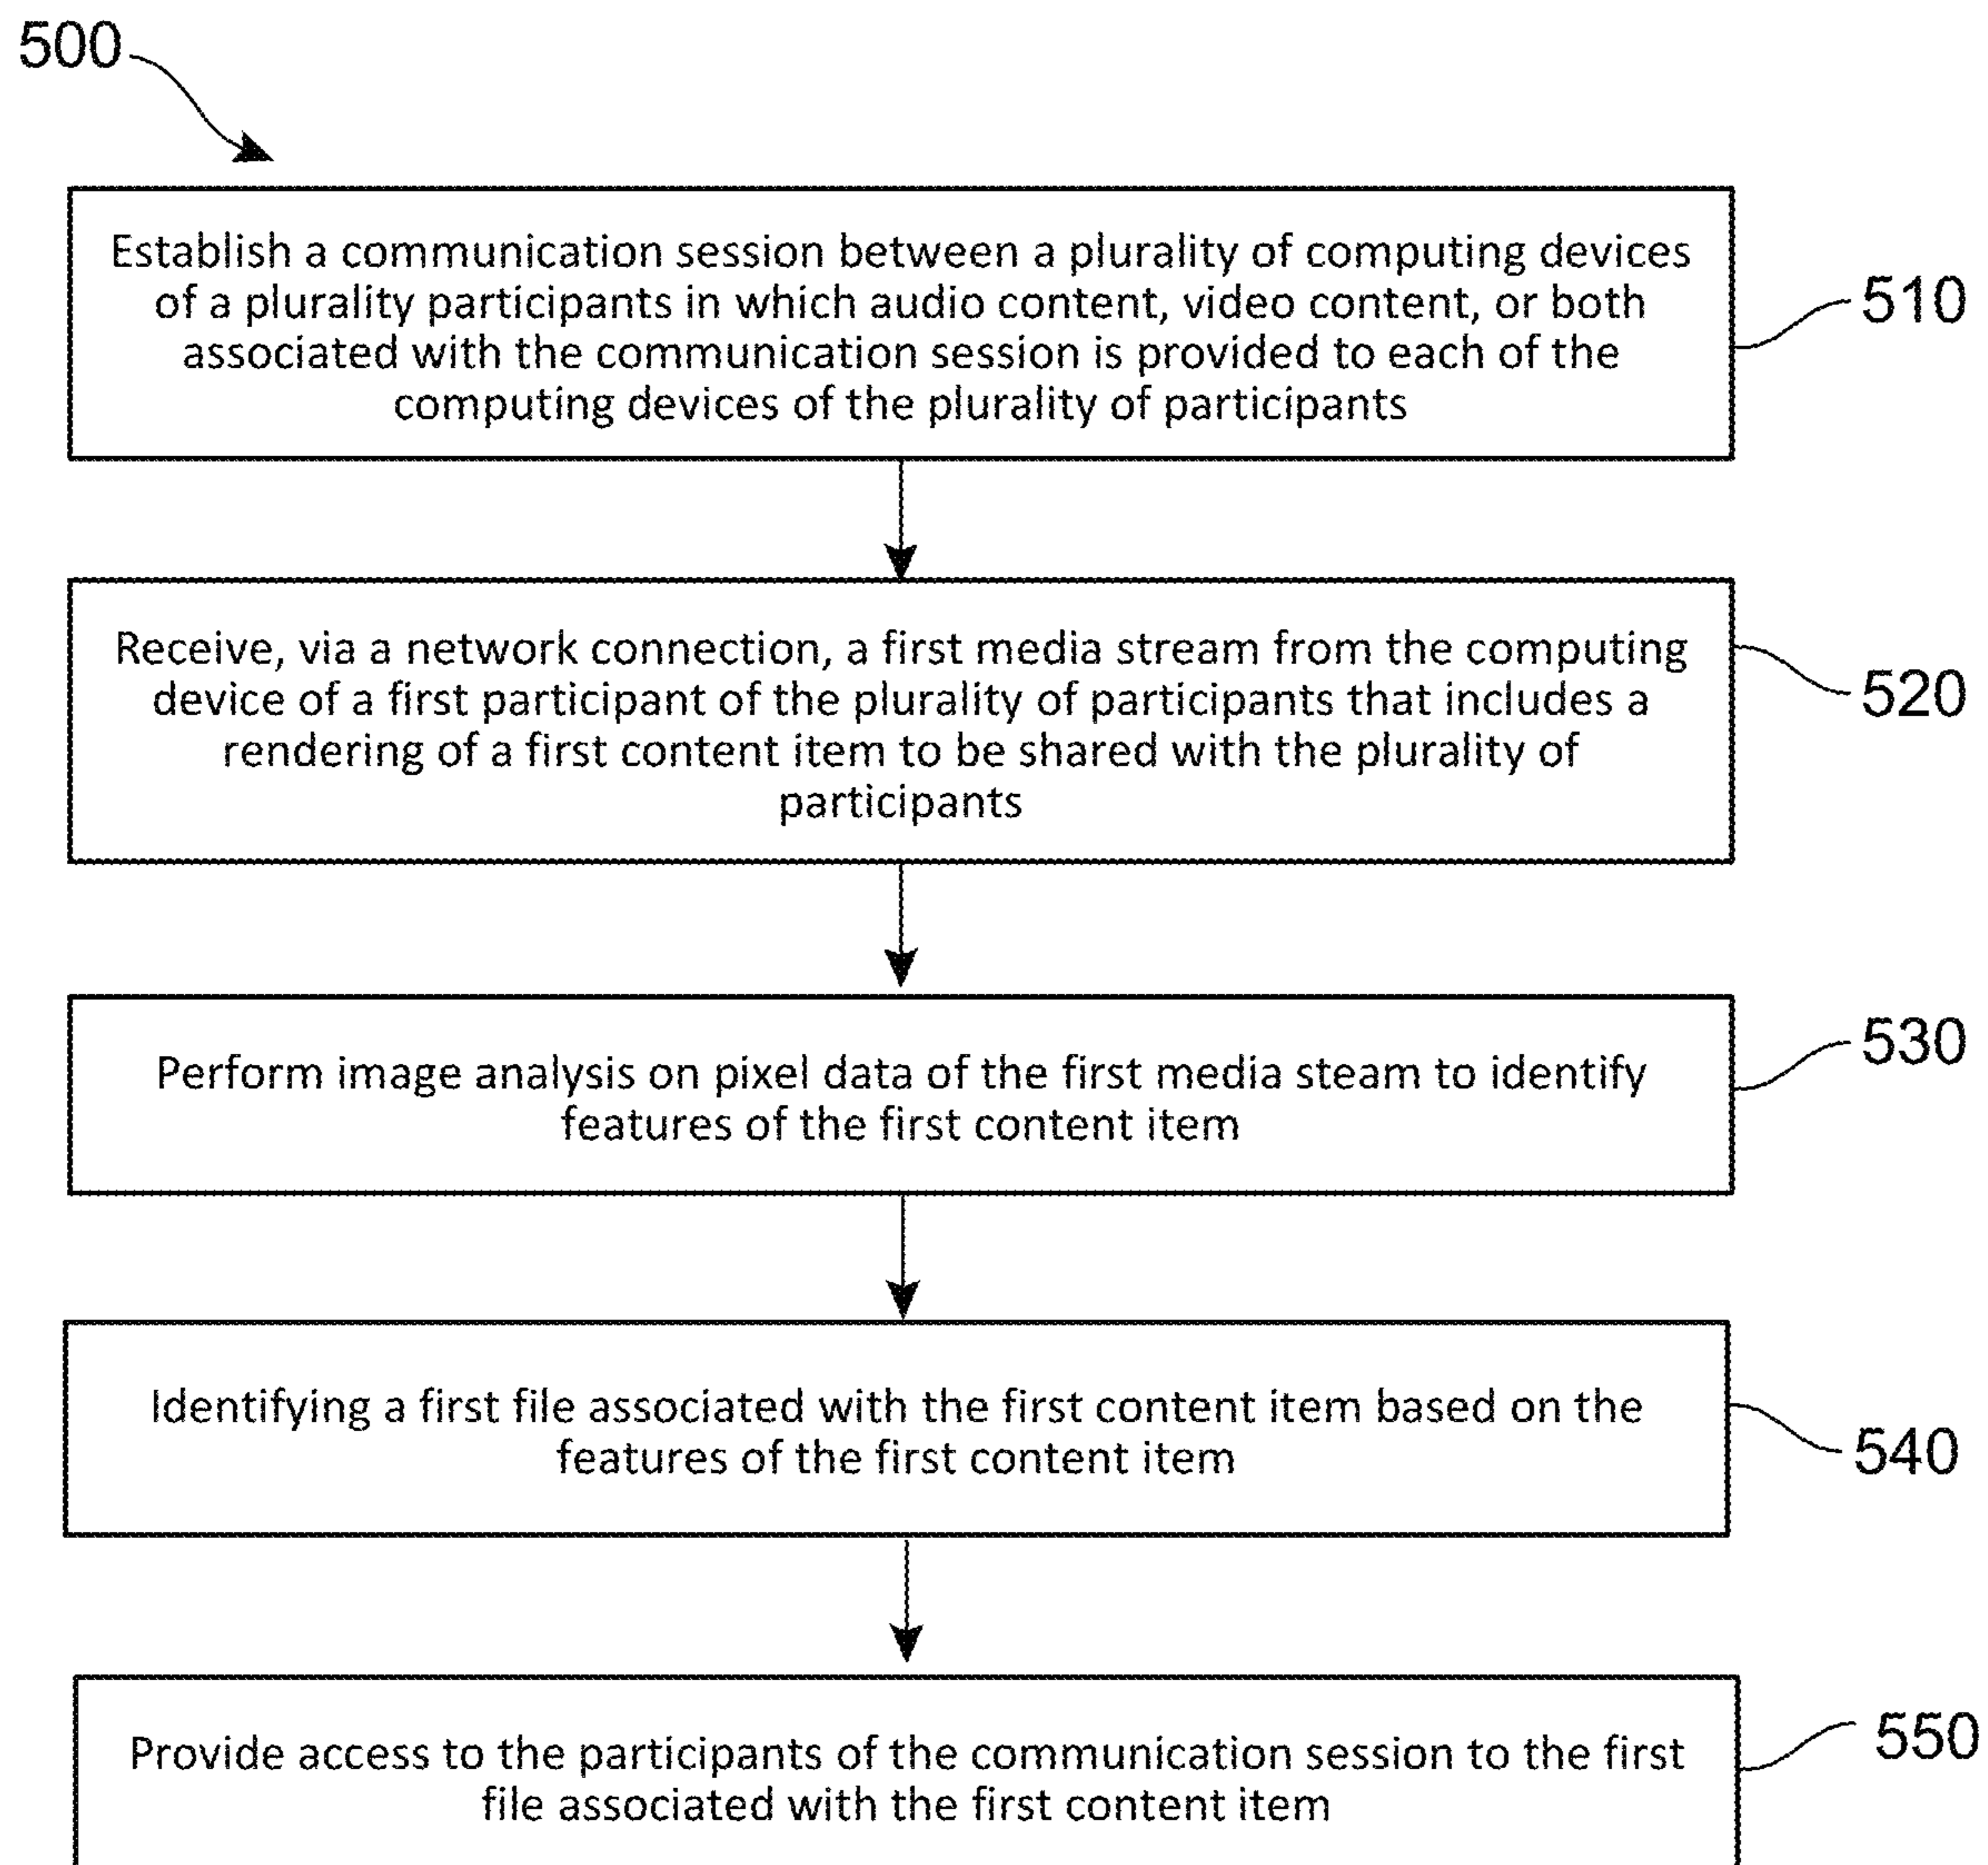 500
Establish a communication session between a plurality of computing devices
of a plurality participants in which audio content, video content, or both
associated with the communication session is provided to each of the
computing devices of the plurality of participants
510
Receive, via a network connection, a first media stream from the computing
device of a first participant of the plurality of participants that includes a
rendering of a first content item to be shared with the plurality of
participants
520
Perform image analysis on pixel data of the first media steam to identify
features of the first content item
530
Identifying a first file associated with the first content item based on the
features of the first content item
540
Provide access to the participants of the communication session to the first
file associated with the first content item
550